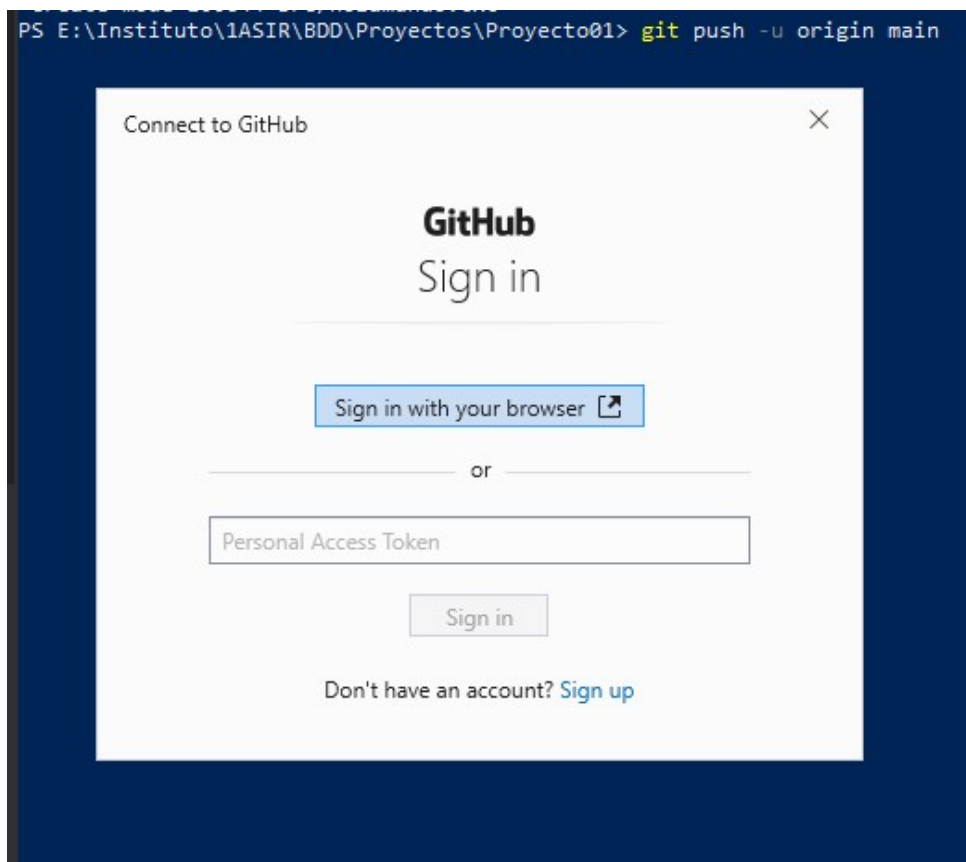 PS E:\Instituto\1ASIR\BDD\Proyectos\Proyecto01> git push -u origin main
Connect to GitHub
GitHub
Sign in
Sign in with your browser
or
Personal Access Token
Sign in
Don't have an account? Sign up